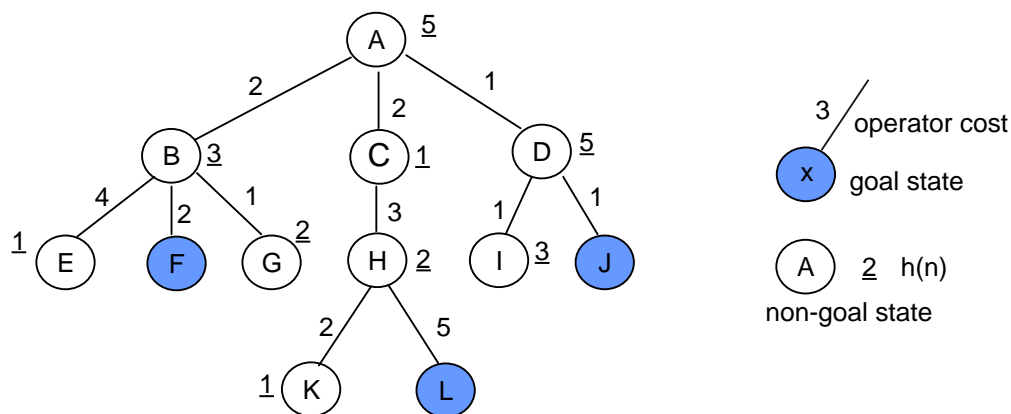 A 5
2 2 1
B 3 C 1 D 5
4 2 1 3 1 1
1 E F G 2 H 2 I 3 J
2 5
1 K L
3 operator cost
x goal state
A 2 h(n)
non-goal state